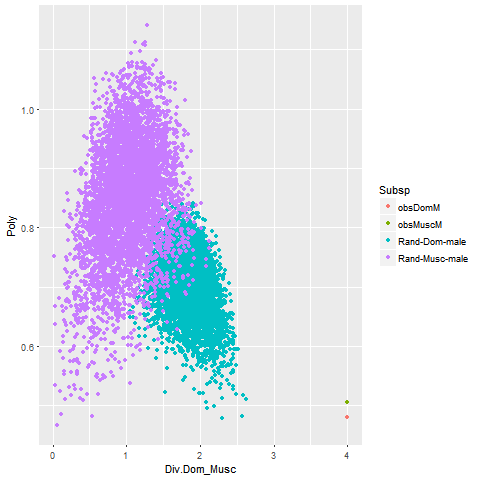 Poly
1.0
0.8
0.6
0
1
2
3
4
Div.Dom_Musc
Subsp
obsDomM
obsMuscM
Rand-Dom-male
Rand-Musc-male